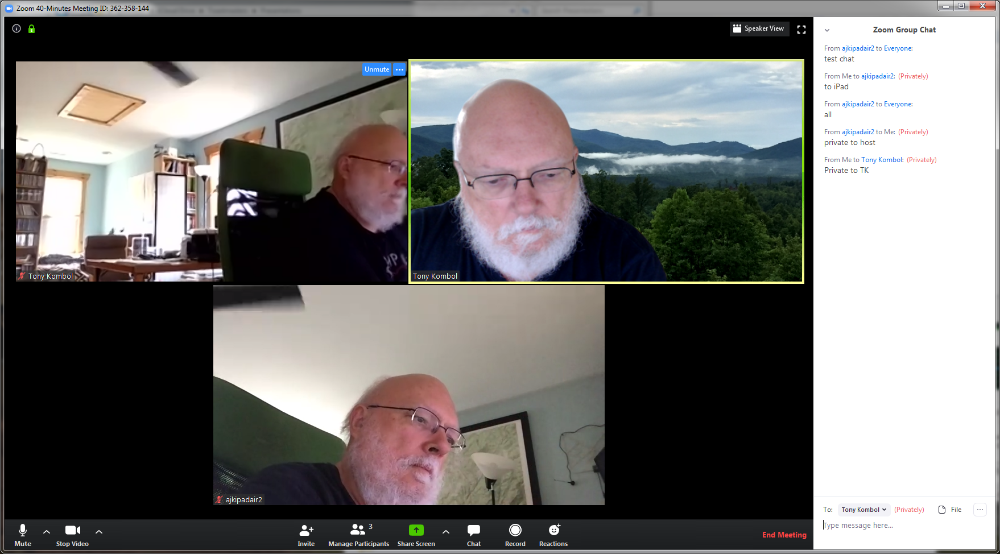 Zoom 40-Minutes Meeting ID: 362-358-144
Speaker View
Unmute
Tony Kombol
Tony Kombol
ajkipadair2
Mute
Stop Video
Invite
Manage Participants
3
Share Screen
Chat
Record
Reactions
End Meeting
Zoom Group Chat
From ajkipadair2 to Everyone:
test chat
From Me to ajkipadair2: (Privately)
to iPad
From ajkipadair2 to Everyone:
all
From ajkipadair2 to Me: (Privately)
private to host
From Me to Tony Kombol: (Privately)
Private to TK
To: Tony Kombol (Privately) File
Type message here...